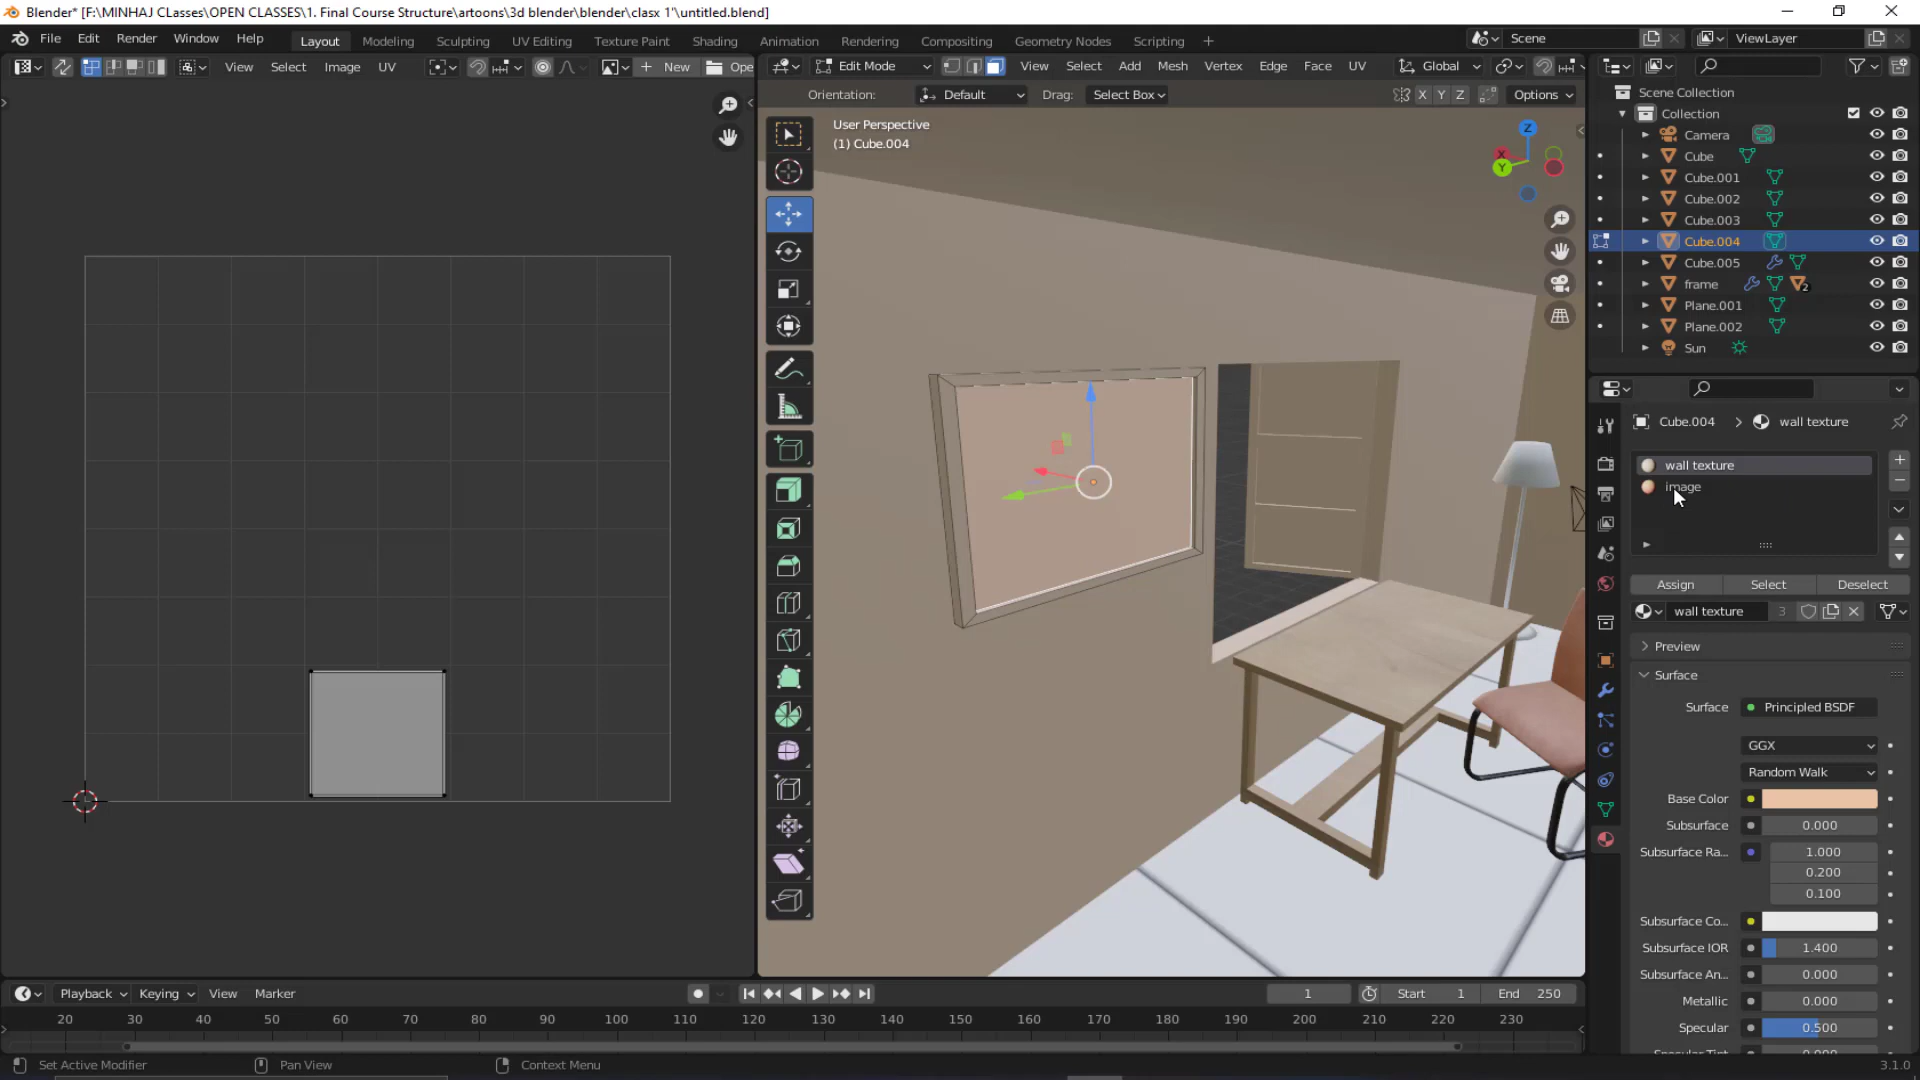 Blender* [F:\MINHAJ CLasses\OPEN CLASSES\1. Final Course Structure\artoons\3d blender\blender\clasx 1'\untitled.blend]
File Edit Render Window Help Layout Modeling Sculpting UV Editing Texture Paint Shading Animation Rendering Compositing Geometry Nodes Scripting + Scene ViewLayer
View Select Image UV + New Ope Edit Mode View Select Add Mesh Vertex Edge Face UV Global
Orientation: Default Drag: Select Box X Y Z Options
User Perspective
(1) Cube.004
Z
X
Y
Scene Collection
Collection
Camera
Cube
Cube.001
Cube.002
Cube.003
Cube.004
Cube.005
frame 2
Plane.001
Plane.002
Sun
Cube.004 > wall texture
wall texture
image
Assign Select Deselect
wall texture 3
Preview
Surface
Surface Principled BSDF
GGX
Random Walk
Base Color
Subsurface 0.000
Subsurface Ra... 1.000
0.200
0.100
Subsurface Co...
Subsurface IOR 1.400
Subsurface An... 0.000
Metallic 0.000
Specular 0.500
Specular Tint 0.000
Playback Keying View Marker 1 Start 1 End 250
20 30 40 50 60 70 80 90 100 110 120 130 140 150 160 170 180 190 200 210 220 230
Set Active Modifier Pan View Context Menu 3.1.0